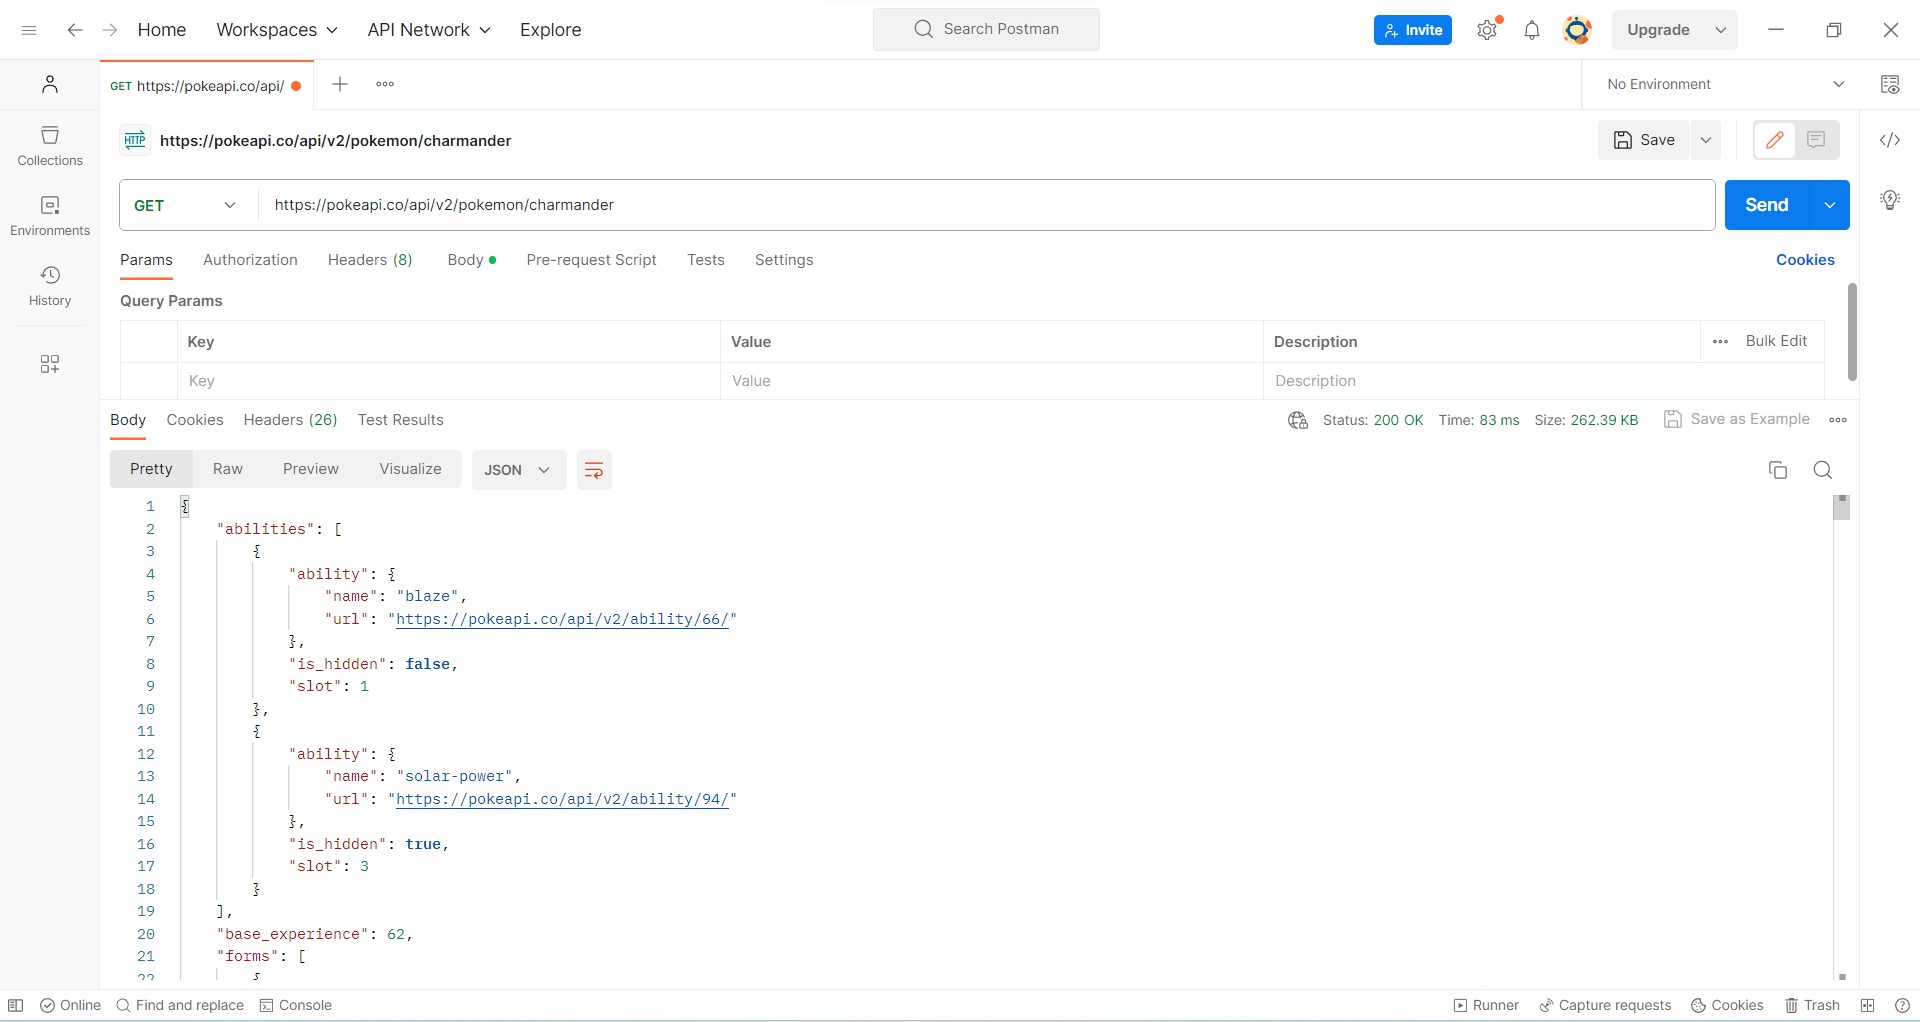 Home Workspaces API Network Explore Search Postman Invite Upgrade
GET https://pokeapi.co/api/ No Environment
HTTP https://pokeapi.co/api/v2/pokemon/charmander Save
Collections
GET https://pokeapi.co/api/v2/pokemon/charmander Send
Environments
Params Authorization Headers (8) Body Pre-request Script Tests Settings Cookies
History
Query Params
Key Value Description Bulk Edit
Key Value Description
Body Cookies Headers (26) Test Results Status: 200 OK Time: 83 ms Size: 262.39 KB Save as Example
Pretty Raw Preview Visualize JSON
1 {
2 "abilities": [
3 {
4 "ability": {
5 "name": "blaze",
6 "url": "https://pokeapi.co/api/v2/ability/66/"
7 },
8 "is_hidden": false,
9 "slot": 1
10 },
11 {
12 "ability": {
13 "name": "solar-power",
14 "url": "https://pokeapi.co/api/v2/ability/94/"
15 },
16 "is_hidden": true,
17 "slot": 3
18 }
19 ],
20 "base_experience": 62,
21 "forms": [
22 {
Online Find and replace Console Runner Capture requests Cookies Trash